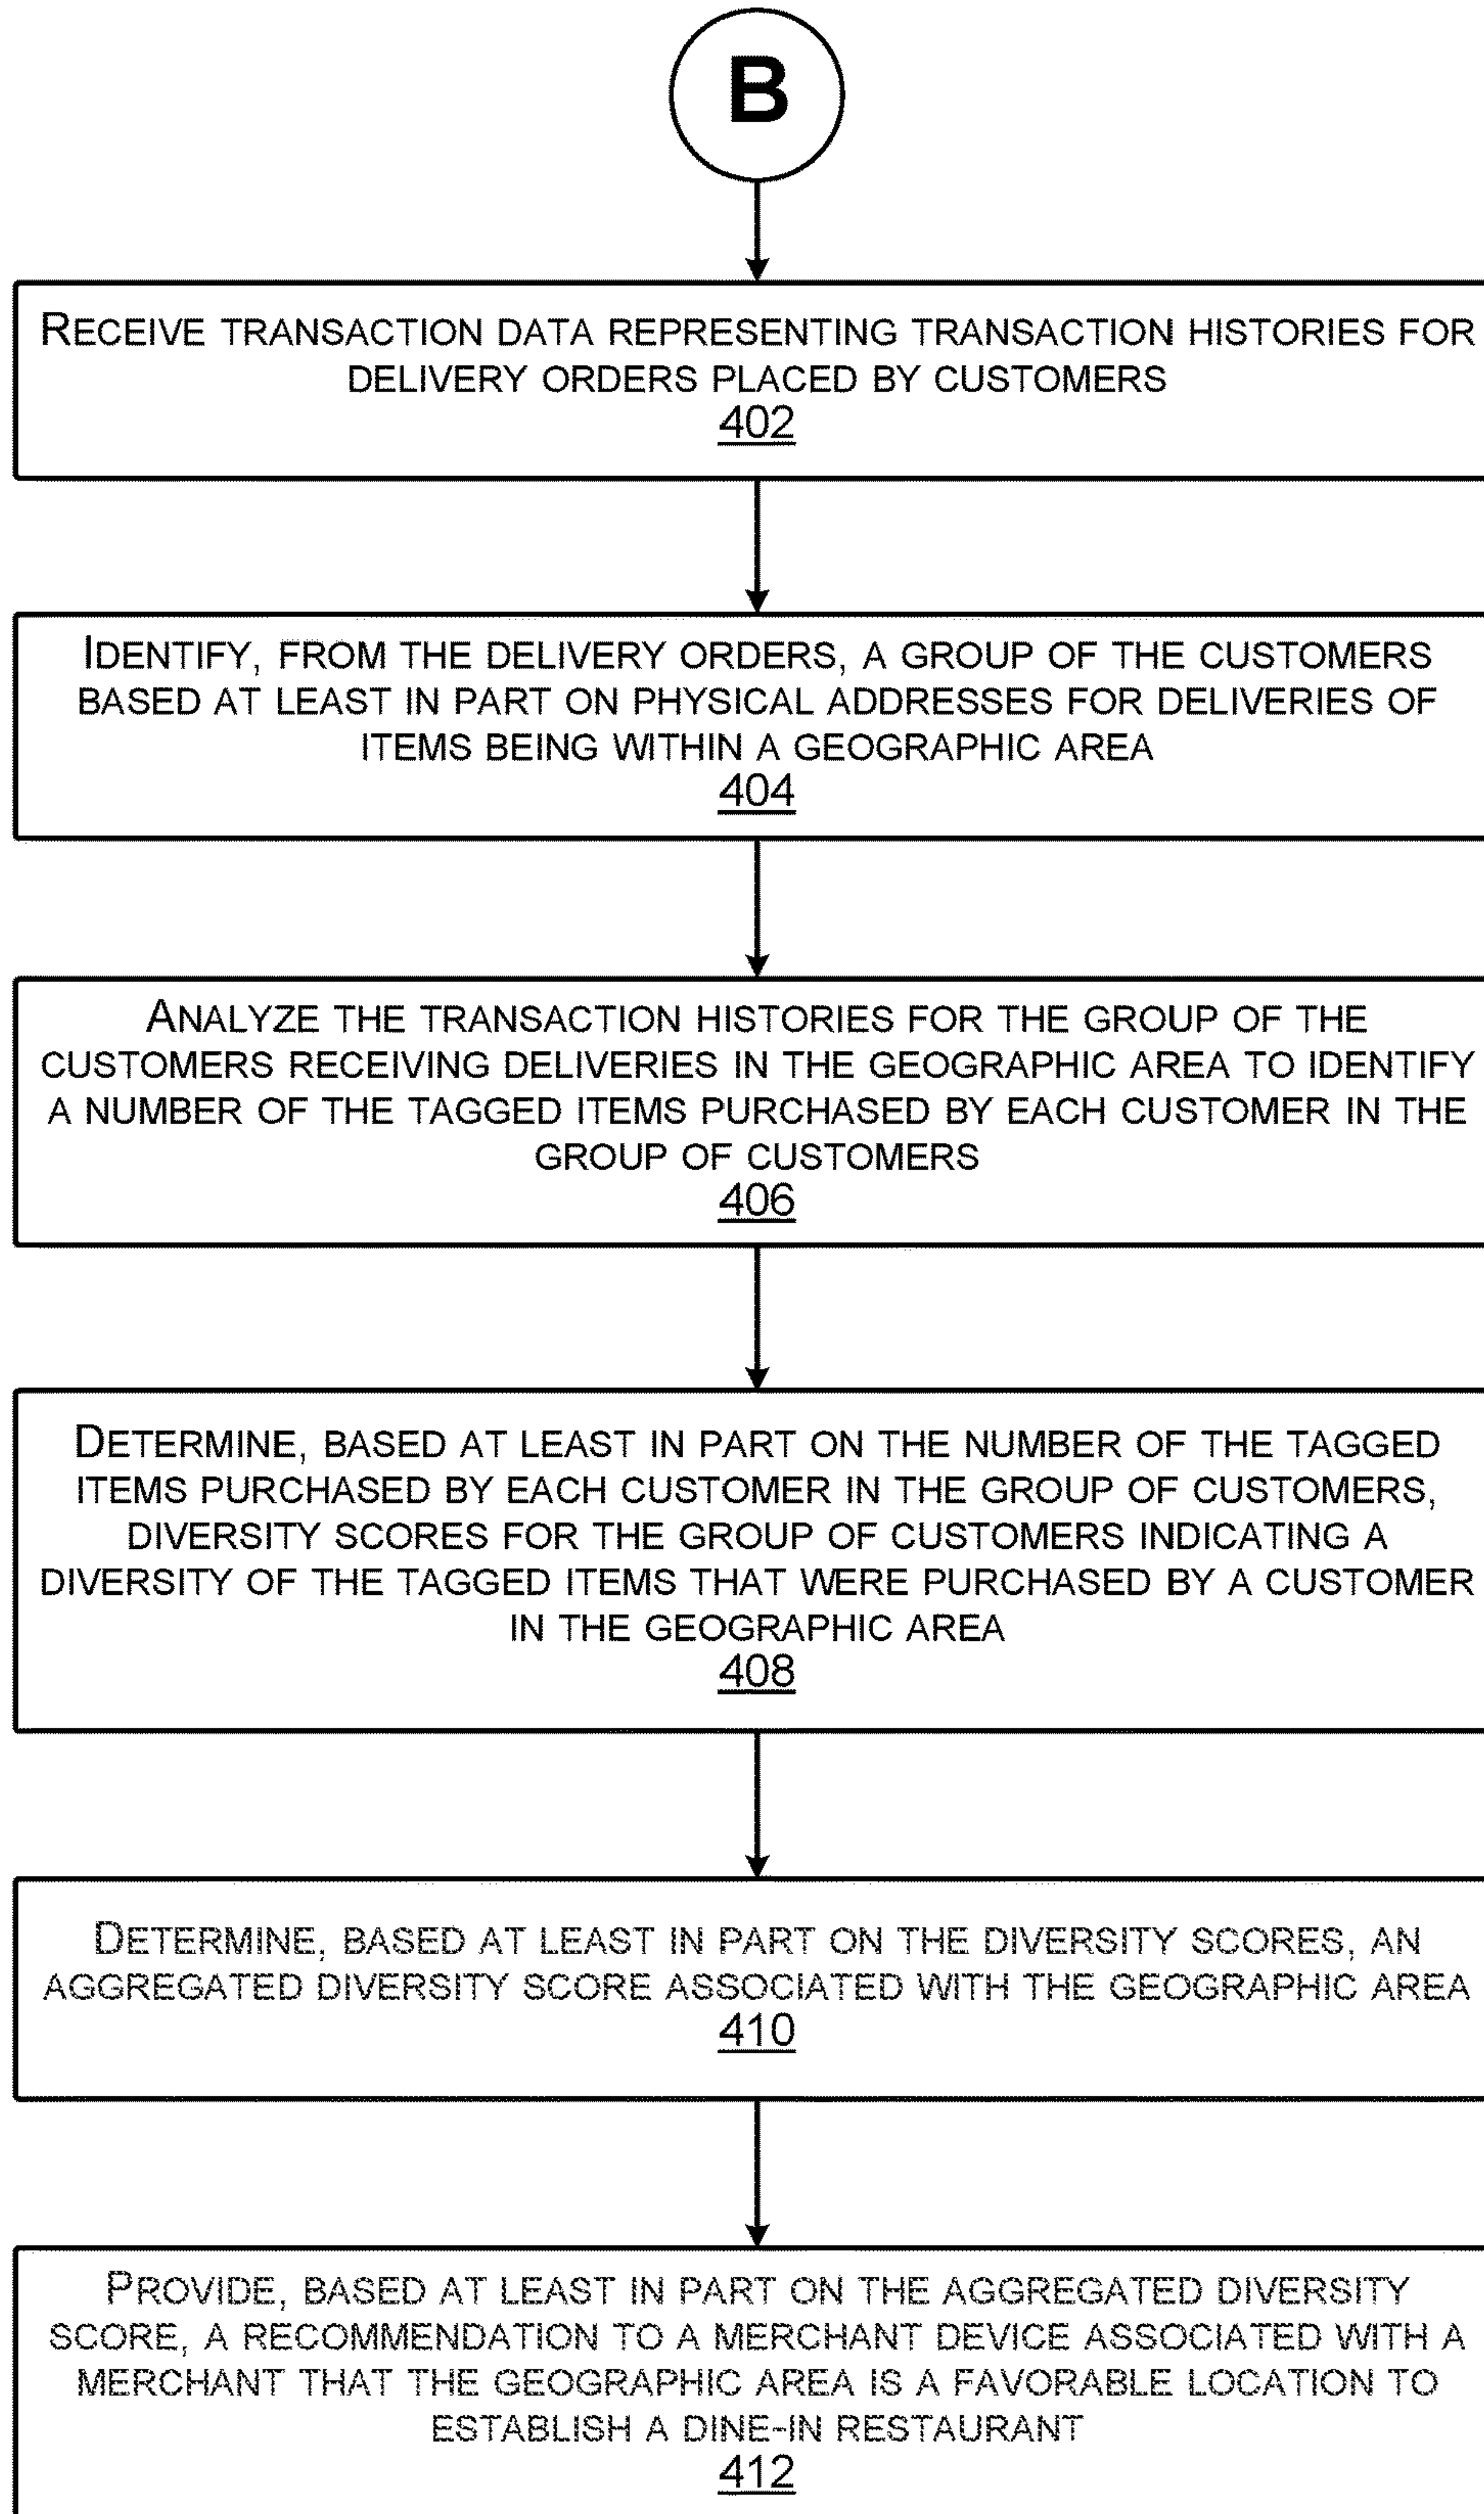 B
RECEIVE TRANSACTION DATA REPRESENTING TRANSACTION HISTORIES FOR
DELIVERY ORDERS PLACED BY CUSTOMERS
402
IDENTIFY, FROM THE DELIVERY ORDERS, A GROUP OF THE CUSTOMERS
BASED AT LEAST IN PART ON PHYSICAL ADDRESSES FOR DELIVERIES OF
ITEMS BEING WITHIN A GEOGRAPHIC AREA
404
ANALYZE THE TRANSACTION HISTORIES FOR THE GROUP OF THE
CUSTOMERS RECEIVING DELIVERIES IN THE GEOGRAPHIC AREA TO IDENTIFY
A NUMBER OF THE TAGGED ITEMS PURCHASED BY EACH CUSTOMER IN THE
GROUP OF CUSTOMERS
406
DETERMINE, BASED AT LEAST IN PART ON THE NUMBER OF THE TAGGED
ITEMS PURCHASED BY EACH CUSTOMER IN THE GROUP OF CUSTOMERS,
DIVERSITY SCORES FOR THE GROUP OF CUSTOMERS INDICATING A
DIVERSITY OF THE TAGGED ITEMS THAT WERE PURCHASED BY A CUSTOMER
IN THE GEOGRAPHIC AREA
408
DETERMINE, BASED AT LEAST IN PART ON THE DIVERSITY SCORES, AN
AGGREGATED DIVERSITY SCORE ASSOCIATED WITH THE GEOGRAPHIC AREA
410
PROVIDE, BASED AT LEAST IN PART ON THE AGGREGATED DIVERSITY
SCORE, A RECOMMENDATION TO A MERCHANT DEVICE ASSOCIATED WITH A
MERCHANT THAT THE GEOGRAPHIC AREA IS A FAVORABLE LOCATION TO
ESTABLISH A DINE-IN RESTAURANT
412